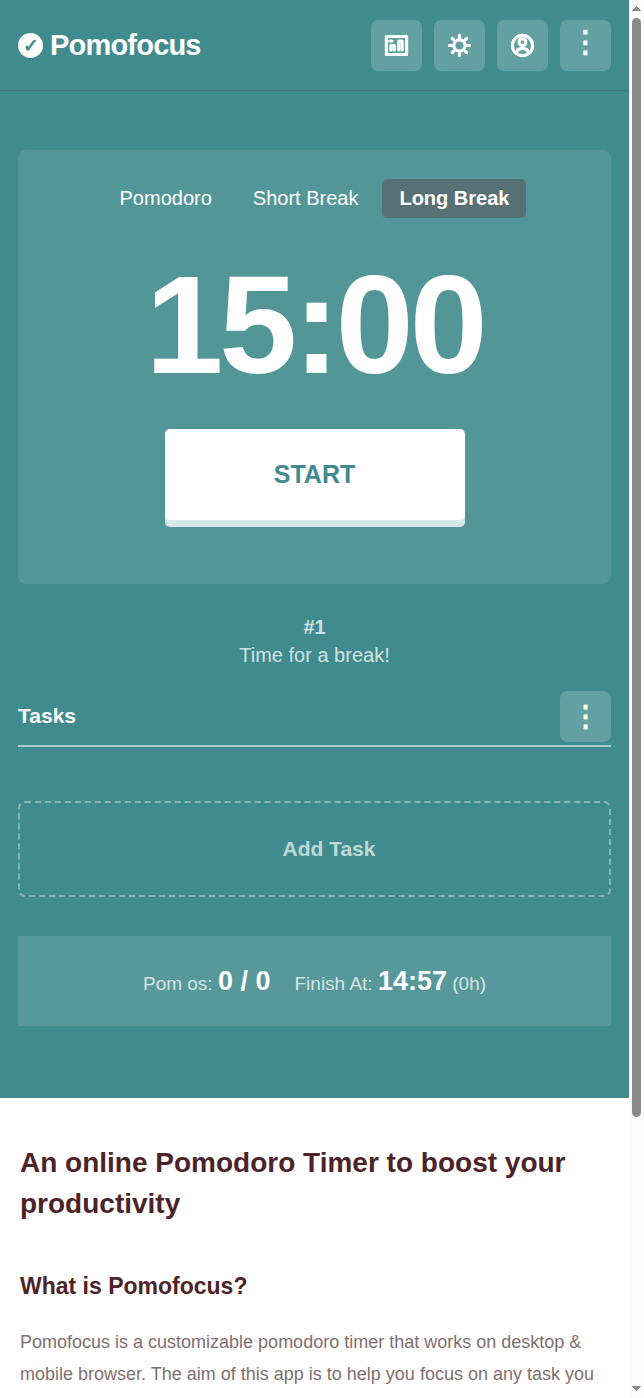 Pomofocus
Pomodoro Short Break Long Break
15:00
START
#1
Time for a break!
Tasks
Add Task
Pom os: 0 / 0 Finish At: 14:57 (0h)
An online Pomodoro Timer to boost your
productivity
What is Pomofocus?
Pomofocus is a customizable pomodoro timer that works on desktop &
mobile browser. The aim of this app is to help you focus on any task you